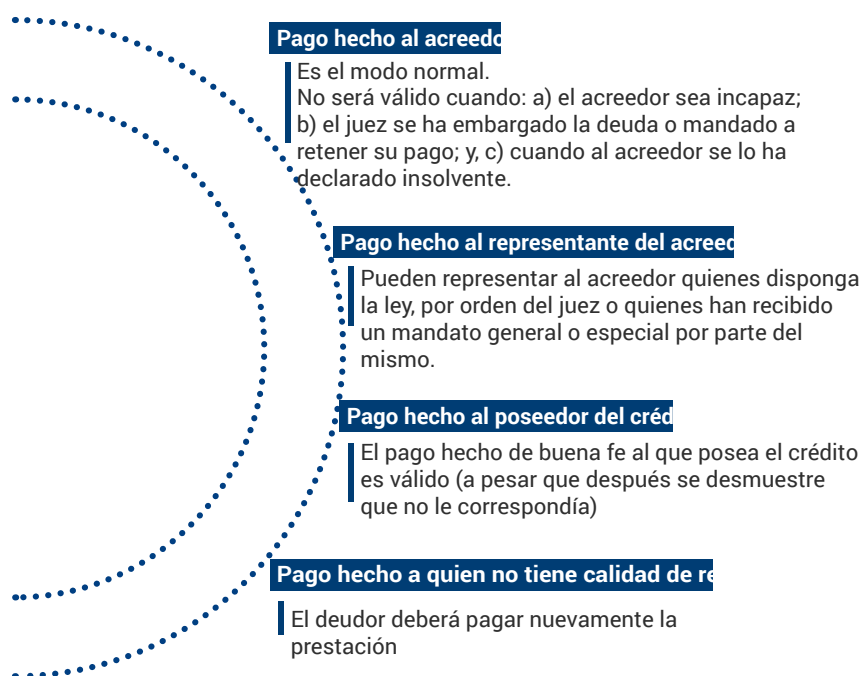 Pago hecho al acreedo
Es el modo normal.
No será válido cuando: a) el acreedor sea incapaz;
b) el juez se ha embargado la deuda o mandado a
retener su pago; y, c) cuando al acreedor se lo ha
declarado insolvente.
Pago hecho al representante del acreed
Pueden representar al acreedor quienes disponga
la ley, por orden del juez o quienes han recibido
un mandato general o especial por parte del
mismo.
Pago hecho al poseedor del créd
El pago hecho de buena fe al que posea el crédito
es válido (a pesar que después se desmuestre
que no le correspondía)
Pago hecho a quien no tiene calidad de re
El deudor deberá pagar nuevamente la
prestación